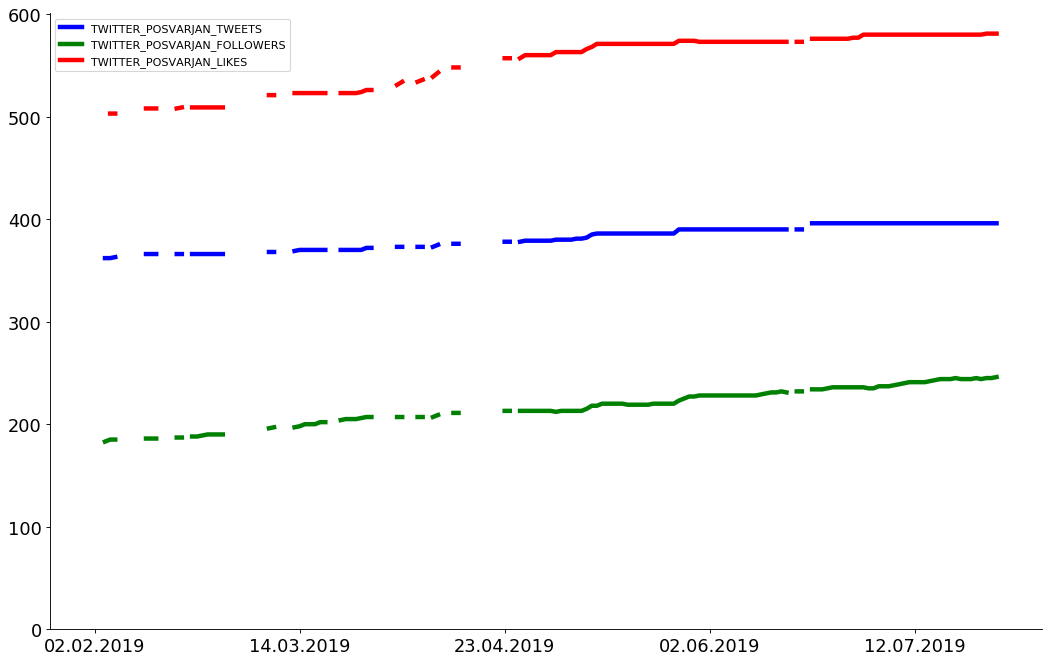 600
500
400
300
200
100
0
TWITTER_POSVARJAN_TWEETS
TWITTER_POSVARJAN_FOLLOWERS
TWITTER_POSVARJAN_LIKES
02.02.2019 14.03.2019 23.04.2019 02.06.2019 12.07.2019